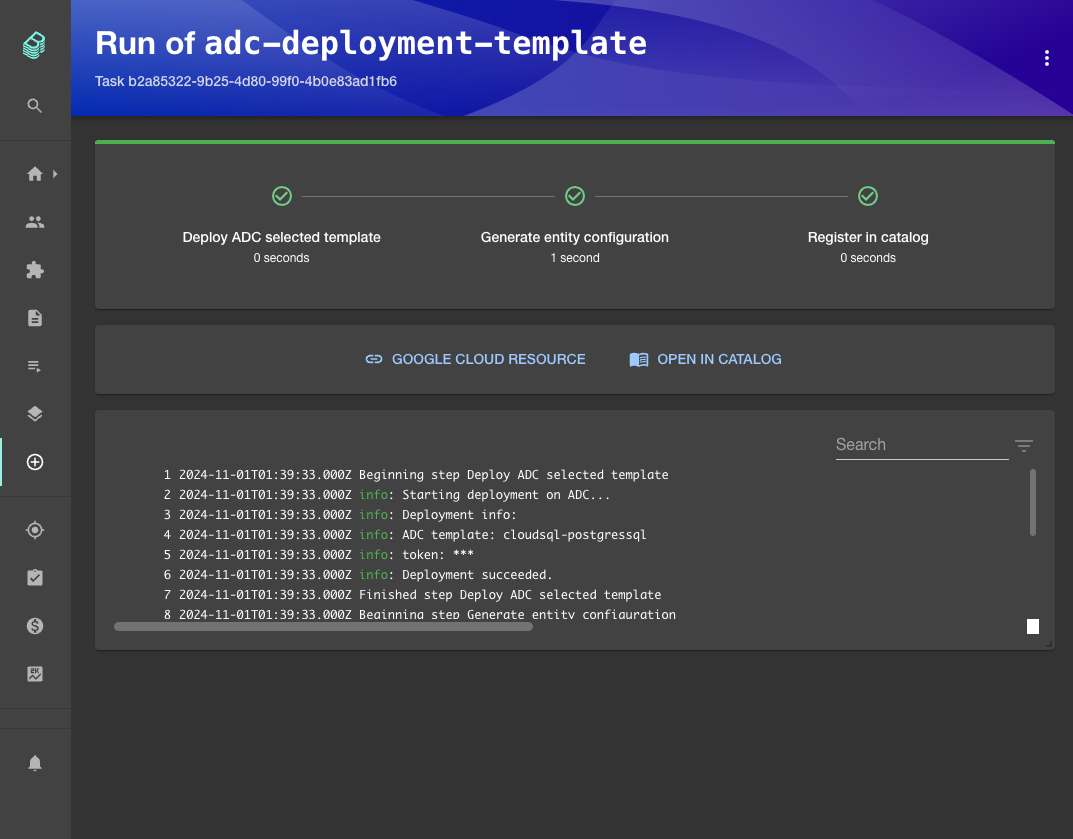 Run of adc-deployment-template
Task b2a85322-9b25-4d80-99f0-4b0e83ad1fb6
Deploy ADC selected template
0 seconds
Generate entity configuration
1 second
Register in catalog
0 seconds
GOOGLE CLOUD RESOURCE
OPEN IN CATALOG
Search
1 2024-11-01T01:39:33.000Z Beginning step Deploy ADC selected template
2 2024-11-01T01:39:33.000Z info: Starting deployment on ADC...
3 2024-11-01T01:39:33.000Z info: Deployment info:
4 2024-11-01T01:39:33.000Z info: ADC template: cloudsql-postgressql
5 2024-11-01T01:39:33.000Z info: token: ***
6 2024-11-01T01:39:33.000Z info: Deployment succeeded.
7 2024-11-01T01:39:33.000Z Finished step Deploy ADC selected template
8 2024-11-01T01:39:33.000Z Beginning step Generate entity configuration